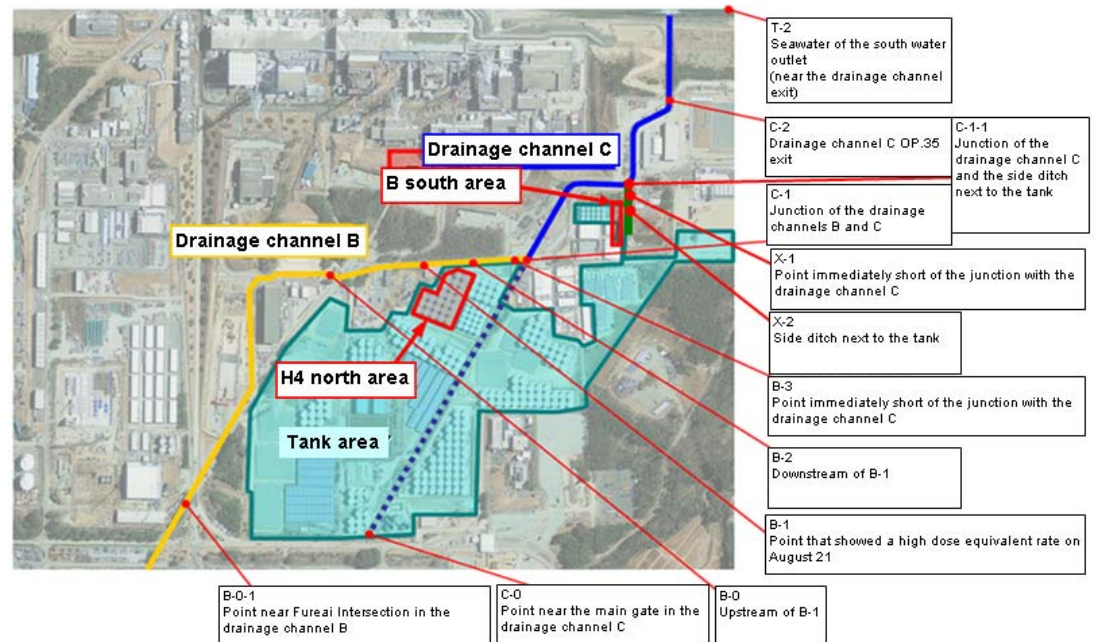 T-2
Seawater of the south water
outlet
(near the drainage channel
exit)
C-2
Drainage channel C OP.35
exit
C-1-1
Junction of the
drainage channel C
and the side ditch
next to the tank
C-1
Junction of the drainage
channels B and C
X-1
Point immediately short of the junction with the
drainage channel C
X-2
Side ditch next to the tank
B-3
Point immediately short of the junction with the
drainage channel C
B-2
Downstream of B-1
B-1
Point that showed a high dose equivalent rate on
August 21
Drainage channel C
B south area
Drainage channel B
H4 north area
Tank area
B-0-1
Point near Fureai Intersection in the
drainage channel B
C-0
Point near the main gate in the
drainage channel C
B-0
Upstream of B-1